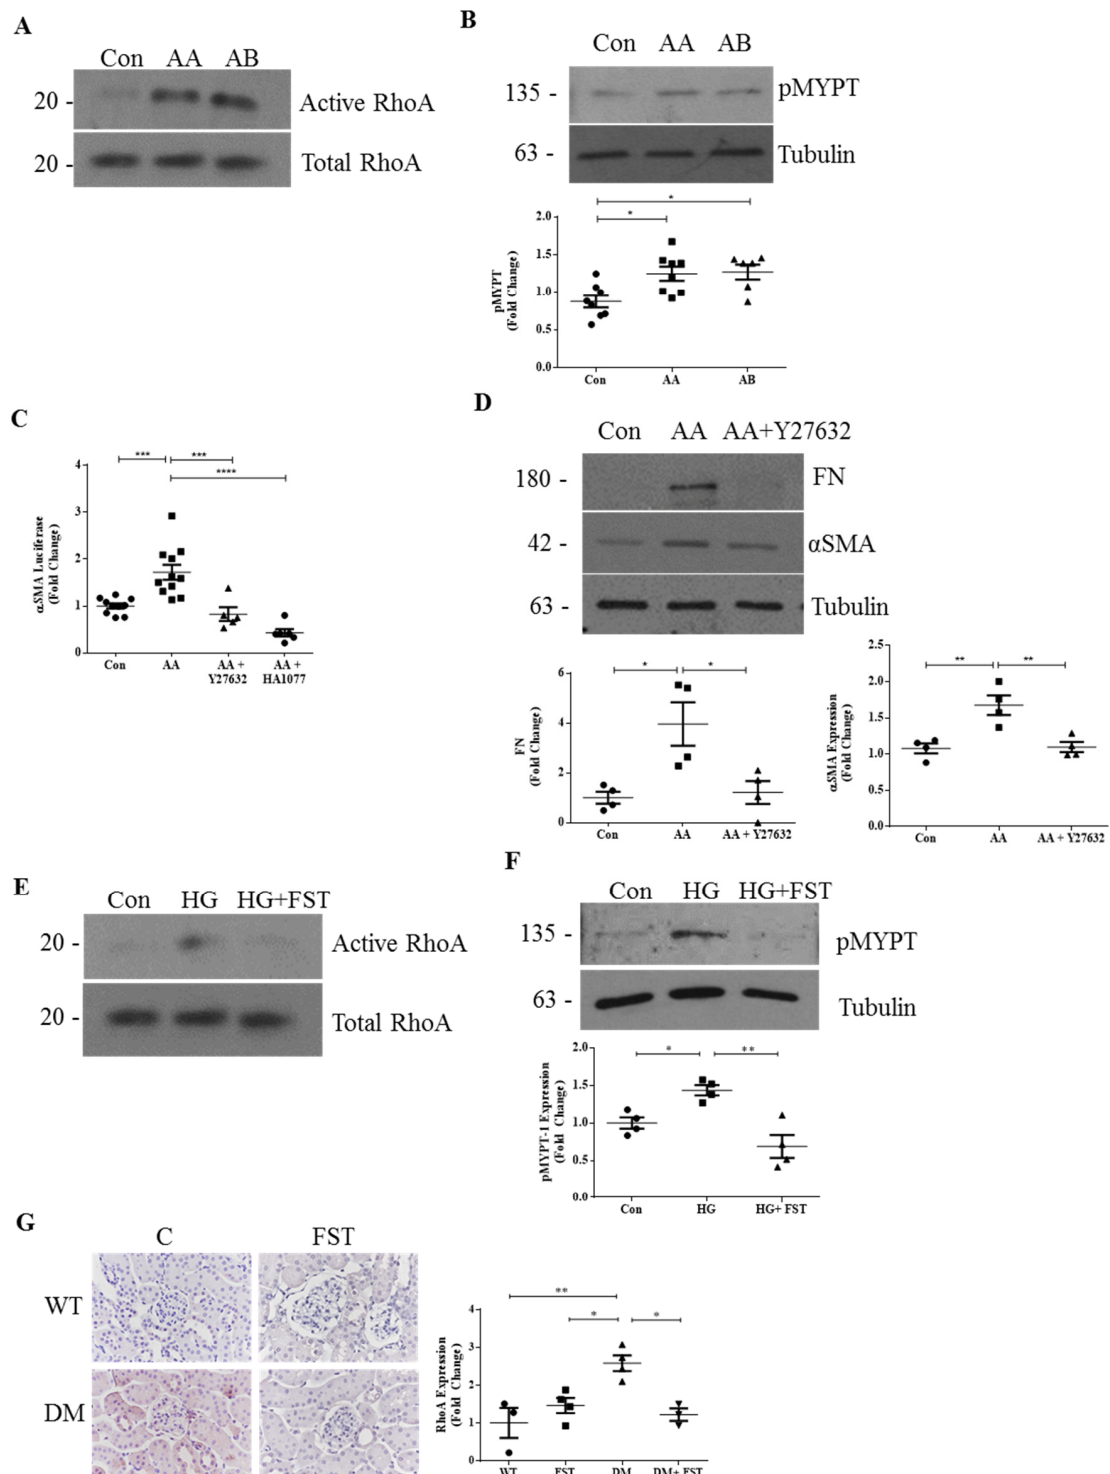 A
Con AA AB
20 - Active RhoA
20 - Total RhoA
B
Con AA AB
135 - pMYPT
63 - Tubulin
*
*
2.0
1.5
1.0
0.5
0.0
pMYPT
(Fold Change)
Con AA AB
C
*** ***
****
4
3
2
1
0
αSMA Luciferase
(Fold Change)
Con AA AA + AA +
Y27632 HA1077
D
Con AA AA+Y27632
180 - FN
42 - αSMA
63 - Tubulin
* *
6
4
2
0
FN
(Fold Change)
Con AA AA + Y27632
** **
2.5
2.0
1.5
1.0
0.5
0.0
αSMA Expression
(Fold Change)
Con AA AA + Y27632
E
Con HG HG+FST
20 - Active RhoA
20 - Total RhoA
F
Con HG HG+FST
135 - pMYPT
63 - Tubulin
* **
2.0
1.5
1.0
0.5
0.0
pMYPT-1 Expression
(Fold Change)
Con HG HG+ FST
G
C FST
WT
DM
**
* *
4
3
2
1
0
RhoA Expression
(Fold Change)
WT FST DM DM+ FST